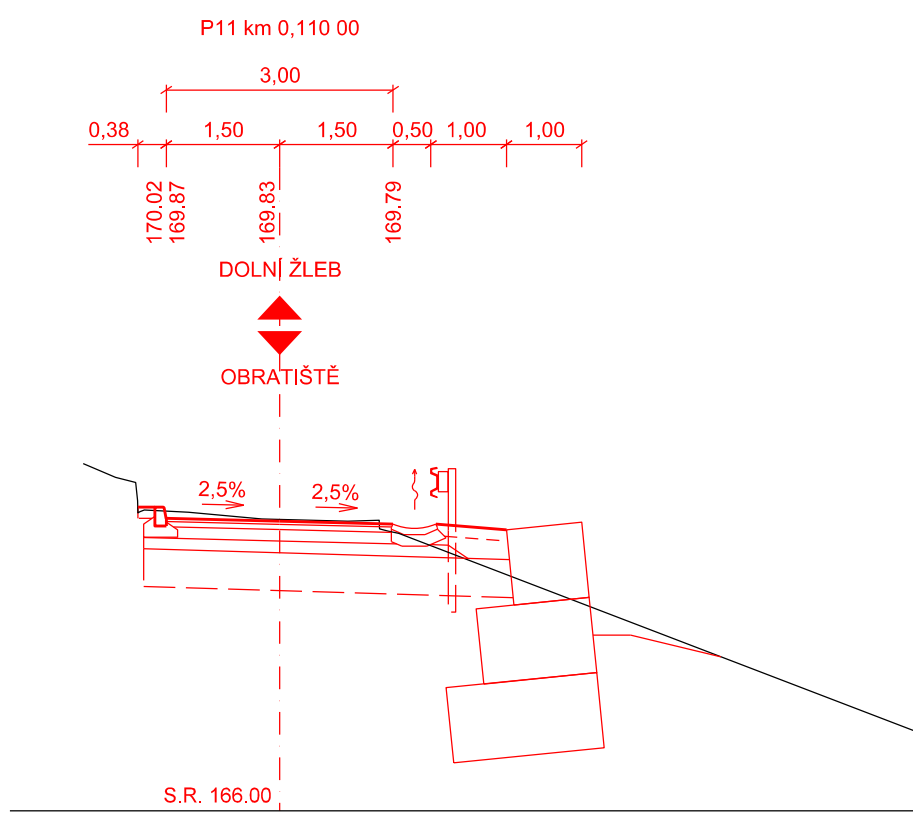 P11 km 0,110 00
3,00
0,38 1,50 1,50 0,50 1,00 1,00
170.02 169.87 169.83 169.79
DOLNÍ ŽLEB
OBRATIŠTĚ
2,5% 2,5%
S.R. 166.00